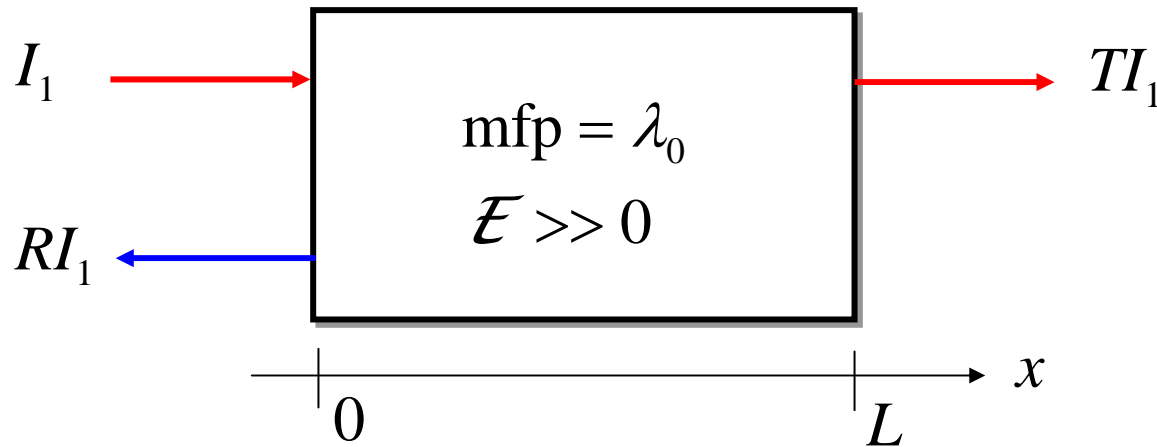 I₁
TI₁
mfp = λ₀
ℰ >> 0
RI₁
x
0
L